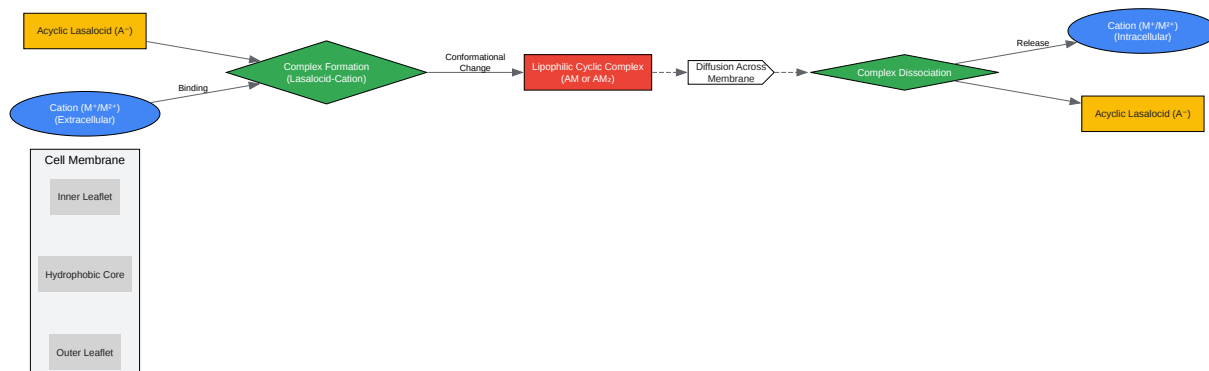 Acyclic Lasalocid (A⁻)
Cation (M⁺/M²⁺)
(Extracellular)
Binding
Complex Formation
(Lasalocid-Cation)
Conformational
Change
Lipophilic Cyclic Complex
(AM or AM₂)
Diffusion Across
Membrane
Complex Dissociation
Release
Cation (M⁺/M²⁺)
(Intracellular)
Acyclic Lasalocid (A⁻)
Cell Membrane
Inner Leaflet
Hydrophobic Core
Outer Leaflet